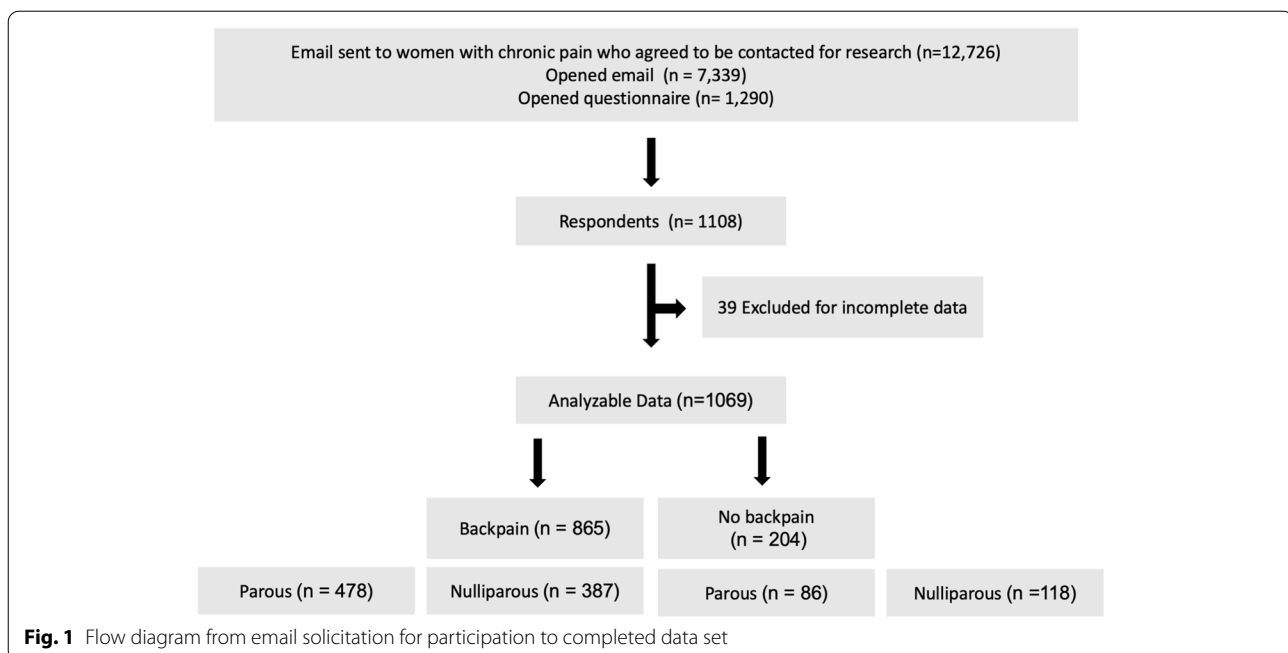 Email sent to women with chronic pain who agreed to be contacted for research (n=12,726)
Opened email (n = 7,339)
Opened questionnaire (n= 1,290)
Respondents (n= 1108)
39 Excluded for incomplete data
Analyzable Data (n=1069)
Backpain (n = 865)
No backpain
(n = 204)
Parous (n = 478)
Nulliparous (n = 387)
Parous (n = 86)
Nulliparous (n =118)
Fig. 1 Flow diagram from email solicitation for participation to completed data set